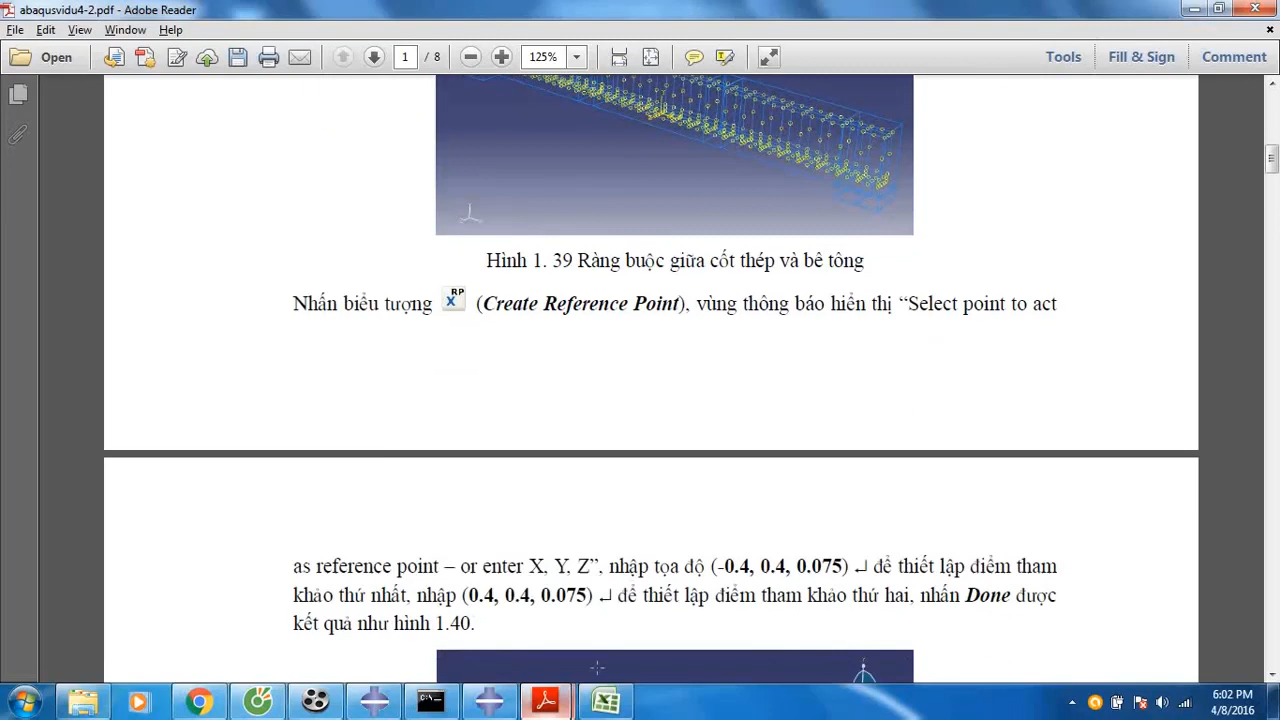 abaqusvidu4-2.pdf - Adobe Reader
File Edit View Window Help
Open 1 / 8 125% Tools Fill & Sign Comment
Hình 1. 39 Ràng buộc giữa cốt thép và bê tông
Nhấn biểu tượng RP X (Create Reference Point), vùng thông báo hiển thị “Select point to act
as reference point – or enter X, Y, Z”, nhập tọa độ (-0.4, 0.4, 0.075) ↵ để thiết lập điểm tham
khảo thứ nhất, nhập (0.4, 0.4, 0.075) ↵ để thiết lập điểm tham khảo thứ hai, nhấn Done được
kết quả như hình 1.40.
6:02 PM
4/8/2016